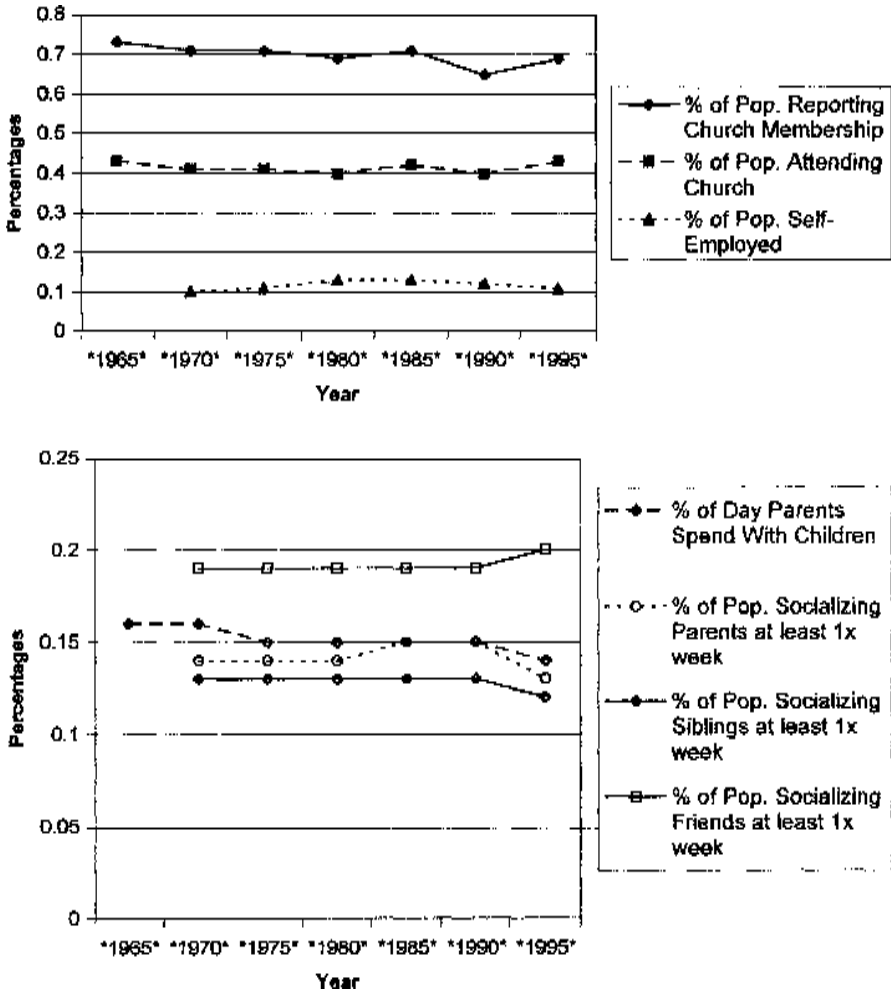 0.8
0.7
0.6
0.5
0.4
0.3
0.2
0.1
0
Percentages
*1965* *1970* *1975* *1980* *1985* *1990* *1995*
Year
% of Pop. Reporting
Church Membership
% of Pop. Attending
Church
% of Pop. Self-
Employed
0.25
0.2
0.15
0.1
0.05
0
Percentages
*1965* *1970* *1975* *1980* *1985* *1990* *1995*
Year
% of Day Parents
Spend With Children
% of Pop. Socializing
Parents at least 1x
week
% of Pop. Socializing
Siblings at least 1x
week
% of Pop. Socializing
Friends at least 1x
week